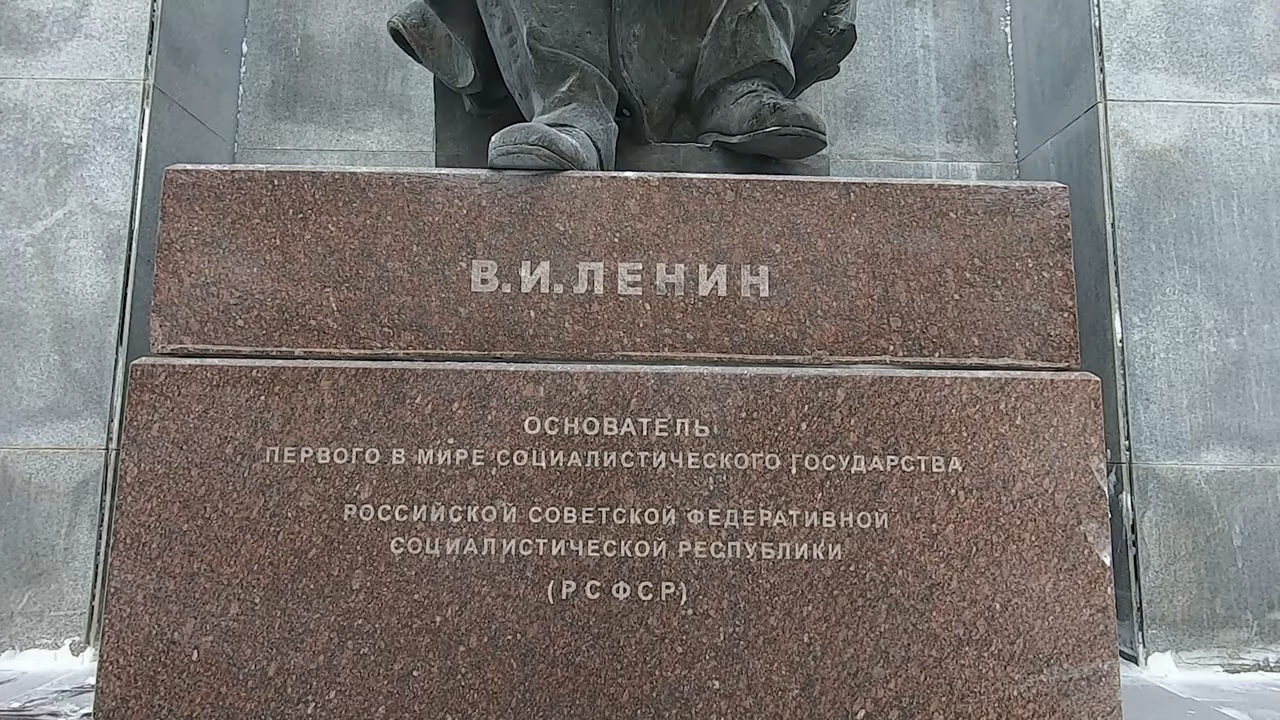 В.И.ЛЕНИН
ОСНОВАТЕЛЬ
ПЕРВОГО В МИРЕ СОЦИАЛИСТИЧЕСКОГО ГОСУДАРСТВА
РОССИЙСКОЙ СОВЕТСКОЙ ФЕДЕРАТИВНОЙ
СОЦИАЛИСТИЧЕСКОЙ РЕСПУБЛИКИ
(РСФСР)